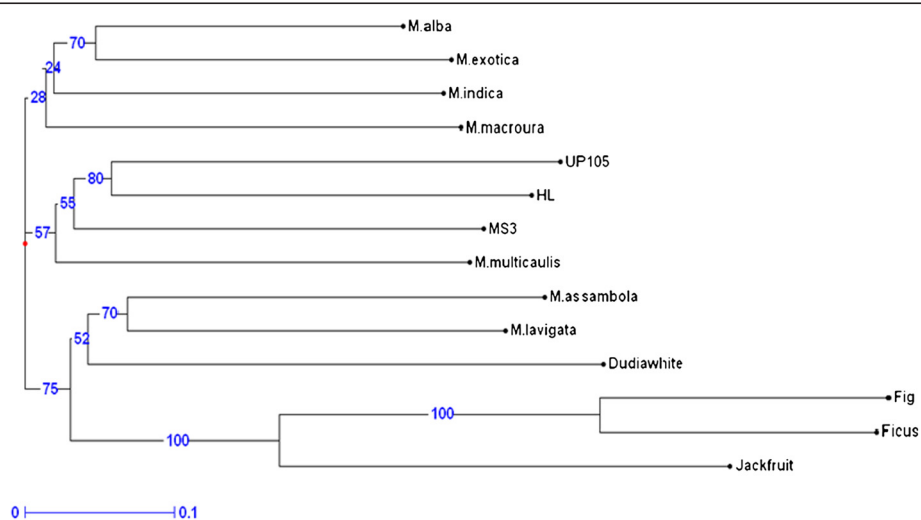 M.alba
70
M.exotica
24
M.indica
28
M.macroura
UP105
80
HL
55
MS3
57
M.multicaulis
M.assambola
70
M.lavigata
52
Dudiawhite
75
Fig
100
Ficus
100
Jackfruit
0 0.1